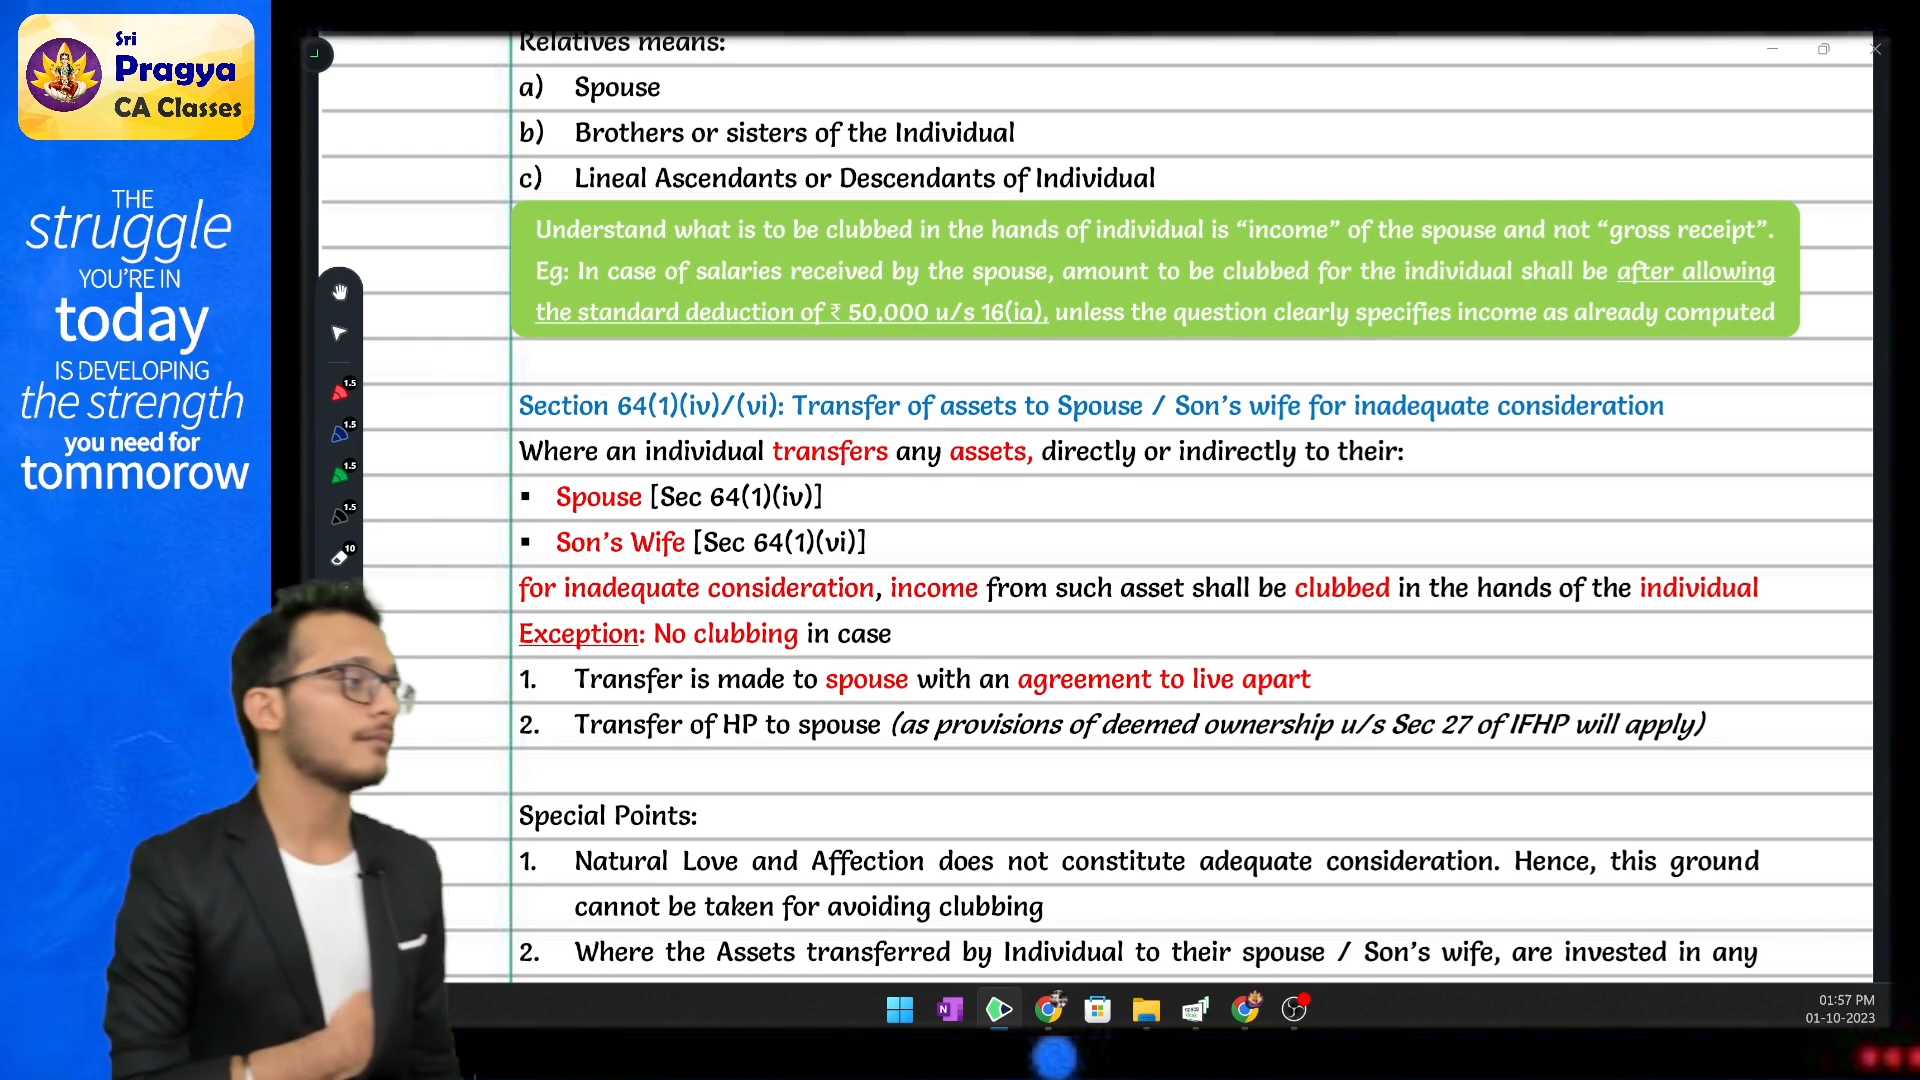 Sri
Pragya
CA Classes
THE
struggle
YOU'RE IN
today
IS DEVELOPING
the strength
you need for
tommorow
Relatives means:
a) Spouse
b) Brothers or sisters of the Individual
c) Lineal Ascendants or Descendants of Individual
Understand what is to be clubbed in the hands of individual is “income” of the spouse and not “gross receipt”.
Eg: In case of salaries received by the spouse, amount to be clubbed for the individual shall be after allowing
the standard deduction of ₹ 50,000 u/s 16(ia), unless the question clearly specifies income as already computed
1.5
1.5
1.5
1.5
10
Section 64(1)(iv)/(vi): Transfer of assets to Spouse / Son’s wife for inadequate consideration
Where an individual transfers any assets, directly or indirectly to their:
▪ Spouse [Sec 64(1)(iv)]
▪ Son’s Wife [Sec 64(1)(vi)]
for inadequate consideration, income from such asset shall be clubbed in the hands of the individual
Exception: No clubbing in case
1. Transfer is made to spouse with an agreement to live apart
2. Transfer of HP to spouse (as provisions of deemed ownership u/s Sec 27 of IFHP will apply)
Special Points:
1. Natural Love and Affection does not constitute adequate consideration. Hence, this ground
cannot be taken for avoiding clubbing
2. Where the Assets transferred by Individual to their spouse / Son’s wife, are invested in any
N
01:57 PM
01-10-2023